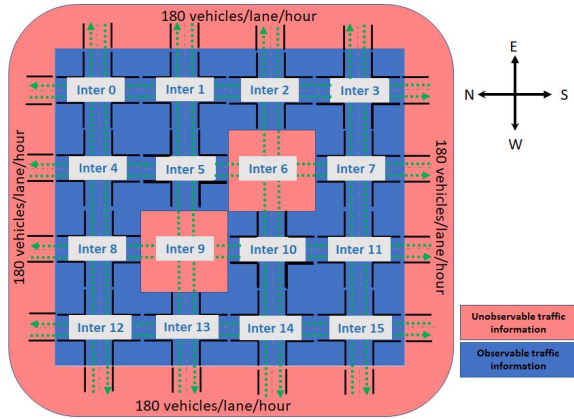 180 vehicles/lane/hour
E
N
S
W
Inter 0
Inter 1
Inter 2
Inter 3
Inter 4
Inter 5
Inter 6
Inter 7
180 vehicles/lane/hour
180 vehicles/lane/hour
Inter 8
Inter 9
Inter 10
Inter 11
Inter 12
Inter 13
Inter 14
Inter 15
Unobservable traffic
information
Observable traffic
information
180 vehicles/lane/hour